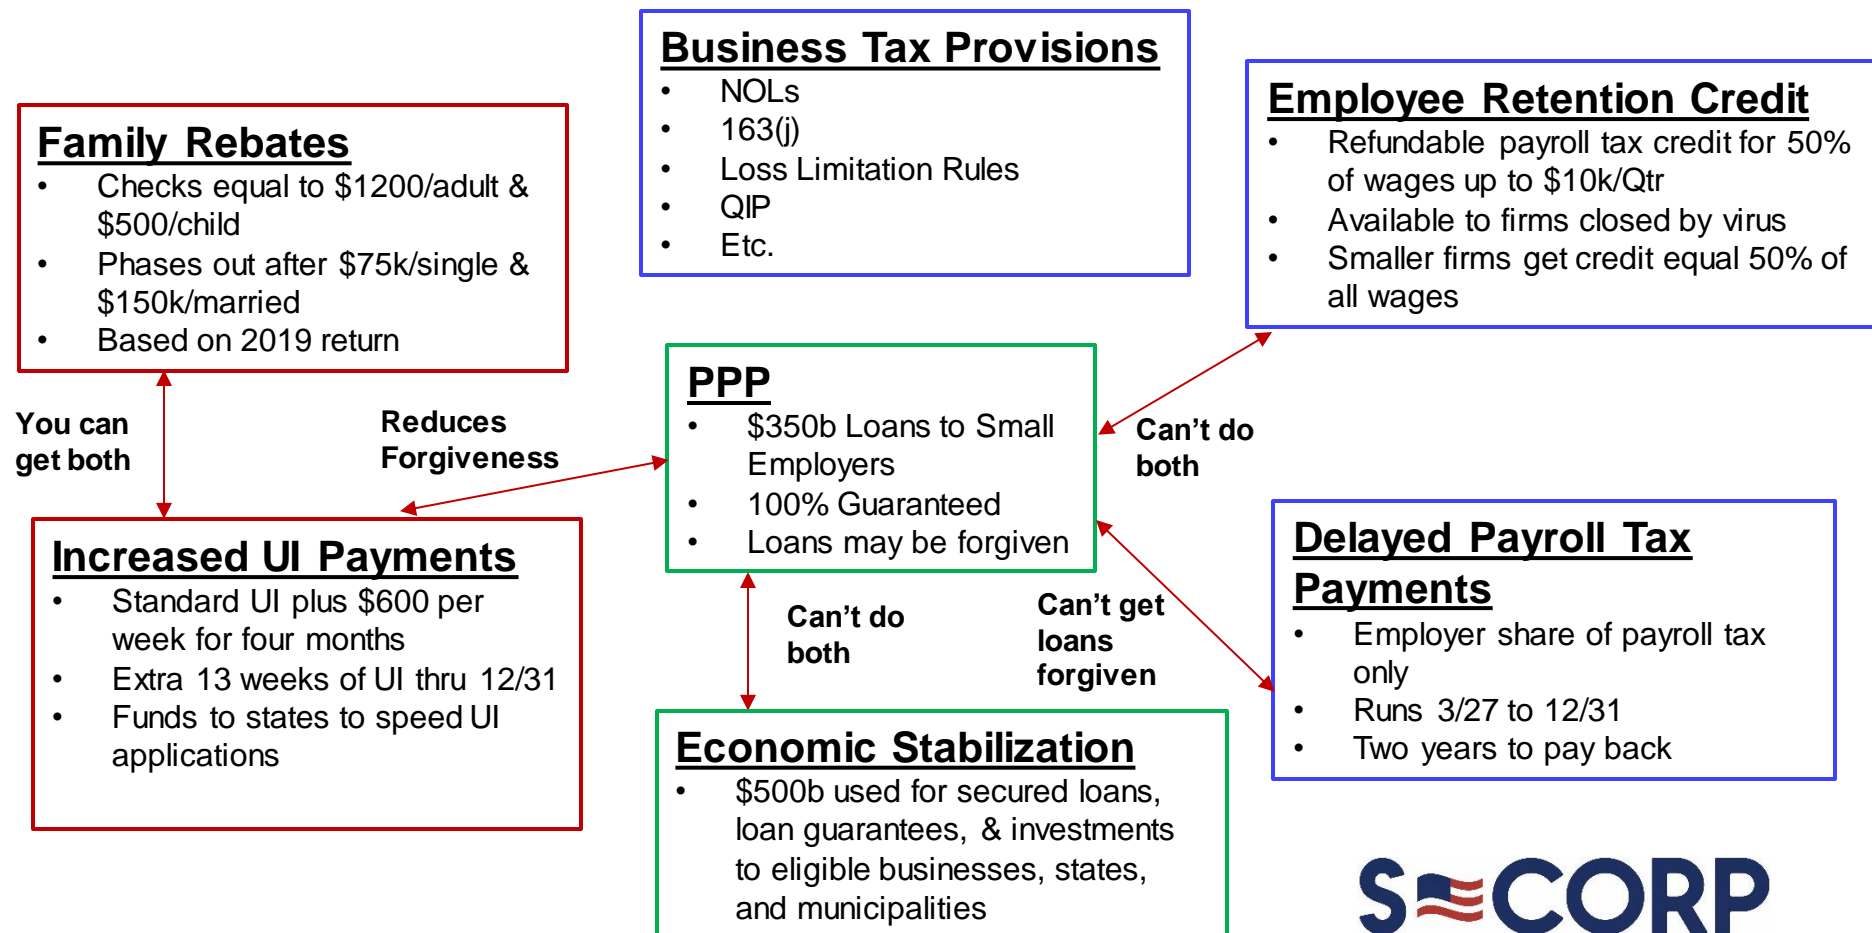 Business Tax Provisions
• NOLs
• 163(j)
• Loss Limitation Rules
• QIP
• Etc.
Employee Retention Credit
• Refundable payroll tax credit for 50%
of wages up to $10k/Qtr
• Available to firms closed by virus
• Smaller firms get credit equal 50% of
all wages
Family Rebates
• Checks equal to $1200/adult &
$500/child
• Phases out after $75k/single &
$150k/married
• Based on 2019 return
You can
get both
Reduces
Forgiveness
PPP
• $350b Loans to Small
Employers
• 100% Guaranteed
• Loans may be forgiven
Can’t do
both
Increased UI Payments
• Standard UI plus $600 per
week for four months
• Extra 13 weeks of UI thru 12/31
• Funds to states to speed UI
applications
Can’t do
both
Can’t get
loans
forgiven
Delayed Payroll Tax
Payments
• Employer share of payroll tax
only
• Runs 3/27 to 12/31
• Two years to pay back
Economic Stabilization
• $500b used for secured loans,
loan guarantees, & investments
to eligible businesses, states,
and municipalities
S CORP